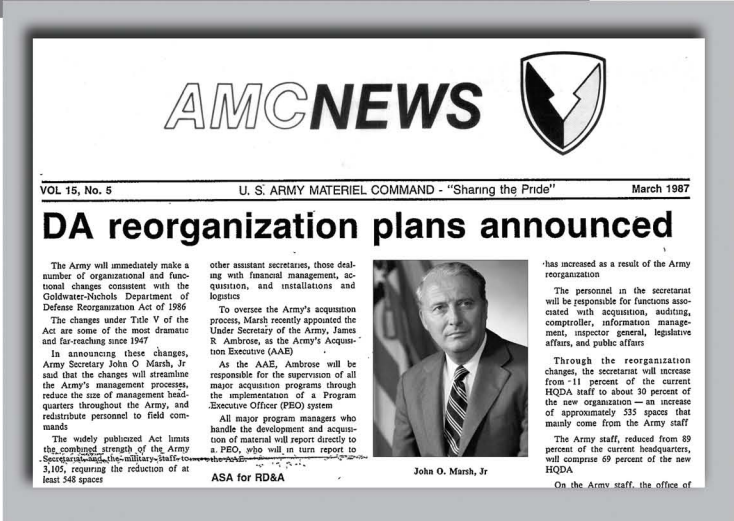 AMCNEWS
VOL 15, No. 5
U. S. ARMY MATERIEL COMMAND - "Sharing the Pride"
March 1987
DA reorganization plans announced
The Army will immediately make a
number of organizational and func-
tional changes consistent with the
Goldwater-Nichols Department of
Defense Reorganization Act of 1986
The changes under Title V of the
Act are some of the most dramatic
and far-reaching since 1947
In announcing these changes,
Army Secretary John O Marsh, Jr
said that the changes will streamline
the Army's management processes,
reduce the size of management head-
quarters throughout the Army, and
redistribute personnel to field com-
mands
The widely publicized Act limits
the combined strength of the Army
Secretariat and the military staff to
3,105, requiring the reduction of at
least 548 spaces
other assistant secretaries, those deal-
ing with financial management, ac-
quisition, and installations and
logistics
To oversee the Army's acquisition
process, Marsh recently appointed the
Under Secretary of the Army, James
R Ambrose, as the Army's Acquisi-
tion Executive (AAE)
As the AAE, Ambrose will be
responsible for the supervision of all
major acquisition programs through
the implementation of a Program
Executive Officer (PEO) system
All major program managers who
handle the development and acquisi-
tion of material will report directly to
a PEO, who will in turn report to
the AAE.
ASA for RD&A
John O. Marsh, Jr
has increased as a result of the Army
reorganization
The personnel in the secretariat
will be responsible for functions asso-
ciated with acquisition, auditing,
comptroller, information manage-
ment, inspector general, legislative
affairs, and public affairs
Through the reorganization
changes, the secretariat will increase
from 11 percent of the current
HQDA staff to about 30 percent of
the new organization — an increase
of approximately 535 spaces that
mainly come from the Army staff
The Army staff, reduced from 89
percent of the current headquarters,
will comprise 69 percent of the new
HQDA
On the Army staff, the office of